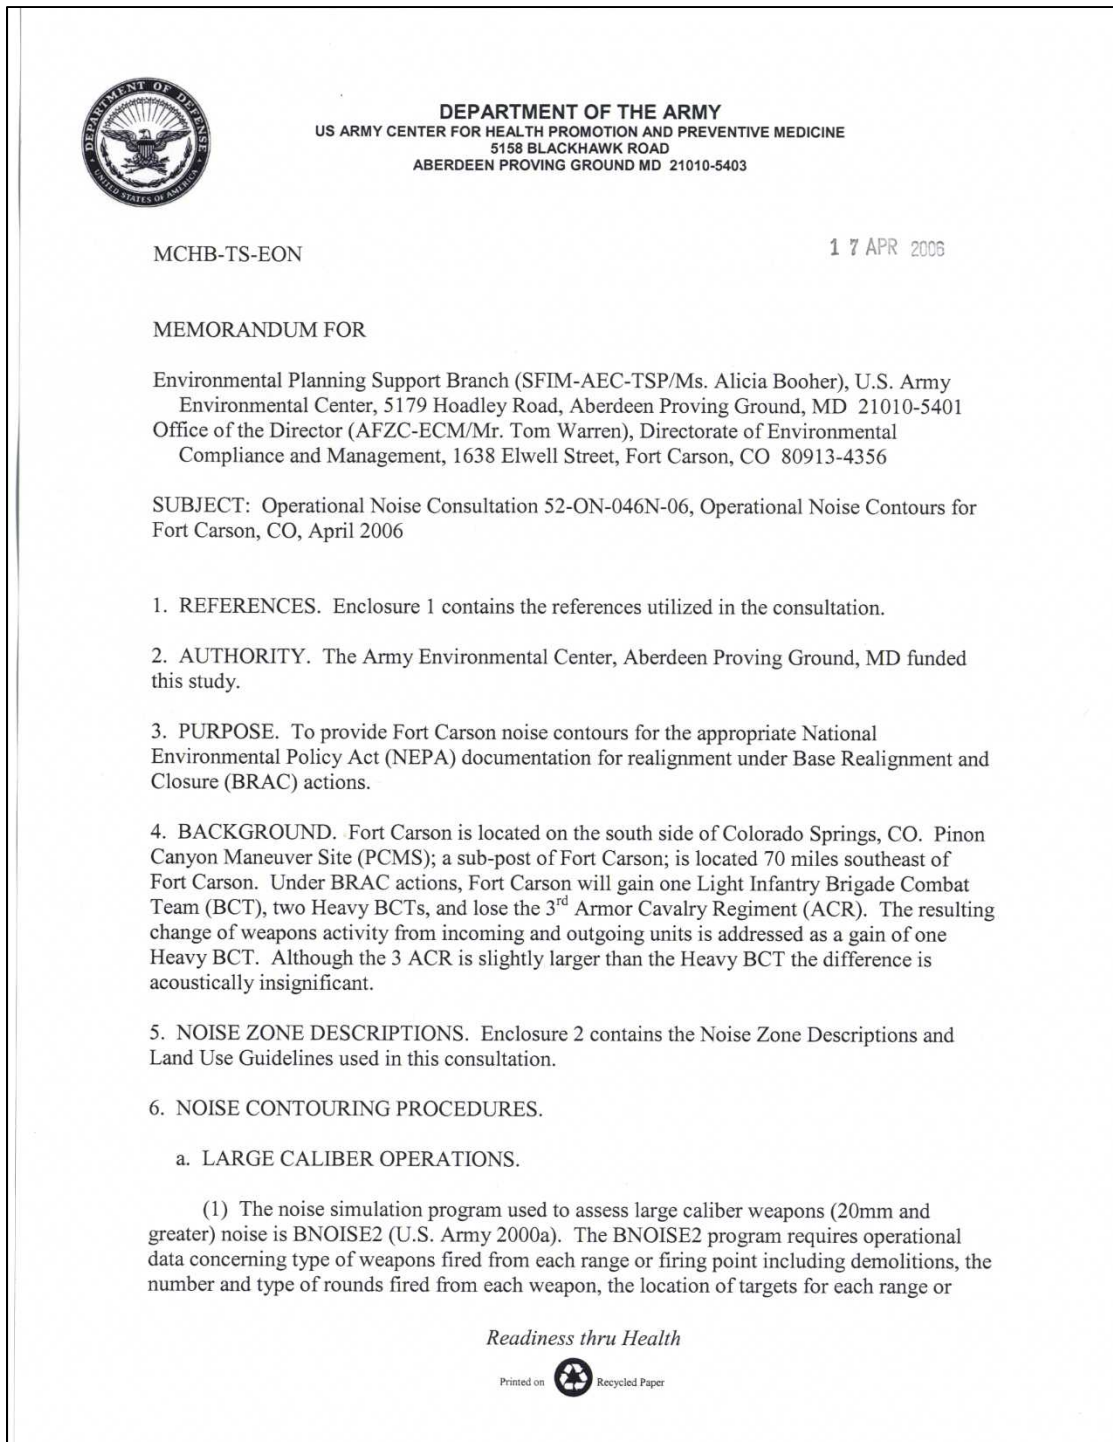 DEPARTMENT OF DEFENSE
UNITED STATES OF AMERICA
DEPARTMENT OF THE ARMY
US ARMY CENTER FOR HEALTH PROMOTION AND PREVENTIVE MEDICINE
5158 BLACKHAWK ROAD
ABERDEEN PROVING GROUND MD 21010-5403
MCHB-TS-EON
17 APR 2006
MEMORANDUM FOR
Environmental Planning Support Branch (SFIM-AEC-TSP/Ms. Alicia Booher), U.S. Army
Environmental Center, 5179 Hoadley Road, Aberdeen Proving Ground, MD 21010-5401
Office of the Director (AFZC-ECM/Mr. Tom Warren), Directorate of Environmental
Compliance and Management, 1638 Elwell Street, Fort Carson, CO 80913-4356
SUBJECT: Operational Noise Consultation 52-ON-046N-06, Operational Noise Contours for
Fort Carson, CO, April 2006
1. REFERENCES. Enclosure 1 contains the references utilized in the consultation.
2. AUTHORITY. The Army Environmental Center, Aberdeen Proving Ground, MD funded
this study.
3. PURPOSE. To provide Fort Carson noise contours for the appropriate National
Environmental Policy Act (NEPA) documentation for realignment under Base Realignment and
Closure (BRAC) actions.
4. BACKGROUND. Fort Carson is located on the south side of Colorado Springs, CO. Pinon
Canyon Maneuver Site (PCMS); a sub-post of Fort Carson; is located 70 miles southeast of
Fort Carson. Under BRAC actions, Fort Carson will gain one Light Infantry Brigade Combat
Team (BCT), two Heavy BCTs, and lose the 3rd Armor Cavalry Regiment (ACR). The resulting
change of weapons activity from incoming and outgoing units is addressed as a gain of one
Heavy BCT. Although the 3 ACR is slightly larger than the Heavy BCT the difference is
acoustically insignificant.
5. NOISE ZONE DESCRIPTIONS. Enclosure 2 contains the Noise Zone Descriptions and
Land Use Guidelines used in this consultation.
6. NOISE CONTOURING PROCEDURES.
a. LARGE CALIBER OPERATIONS.
(1) The noise simulation program used to assess large caliber weapons (20mm and
greater) noise is BNOISE2 (U.S. Army 2000a). The BNOISE2 program requires operational
data concerning type of weapons fired from each range or firing point including demolitions, the
number and type of rounds fired from each weapon, the location of targets for each range or
Readiness thru Health
Printed on Recycled Paper